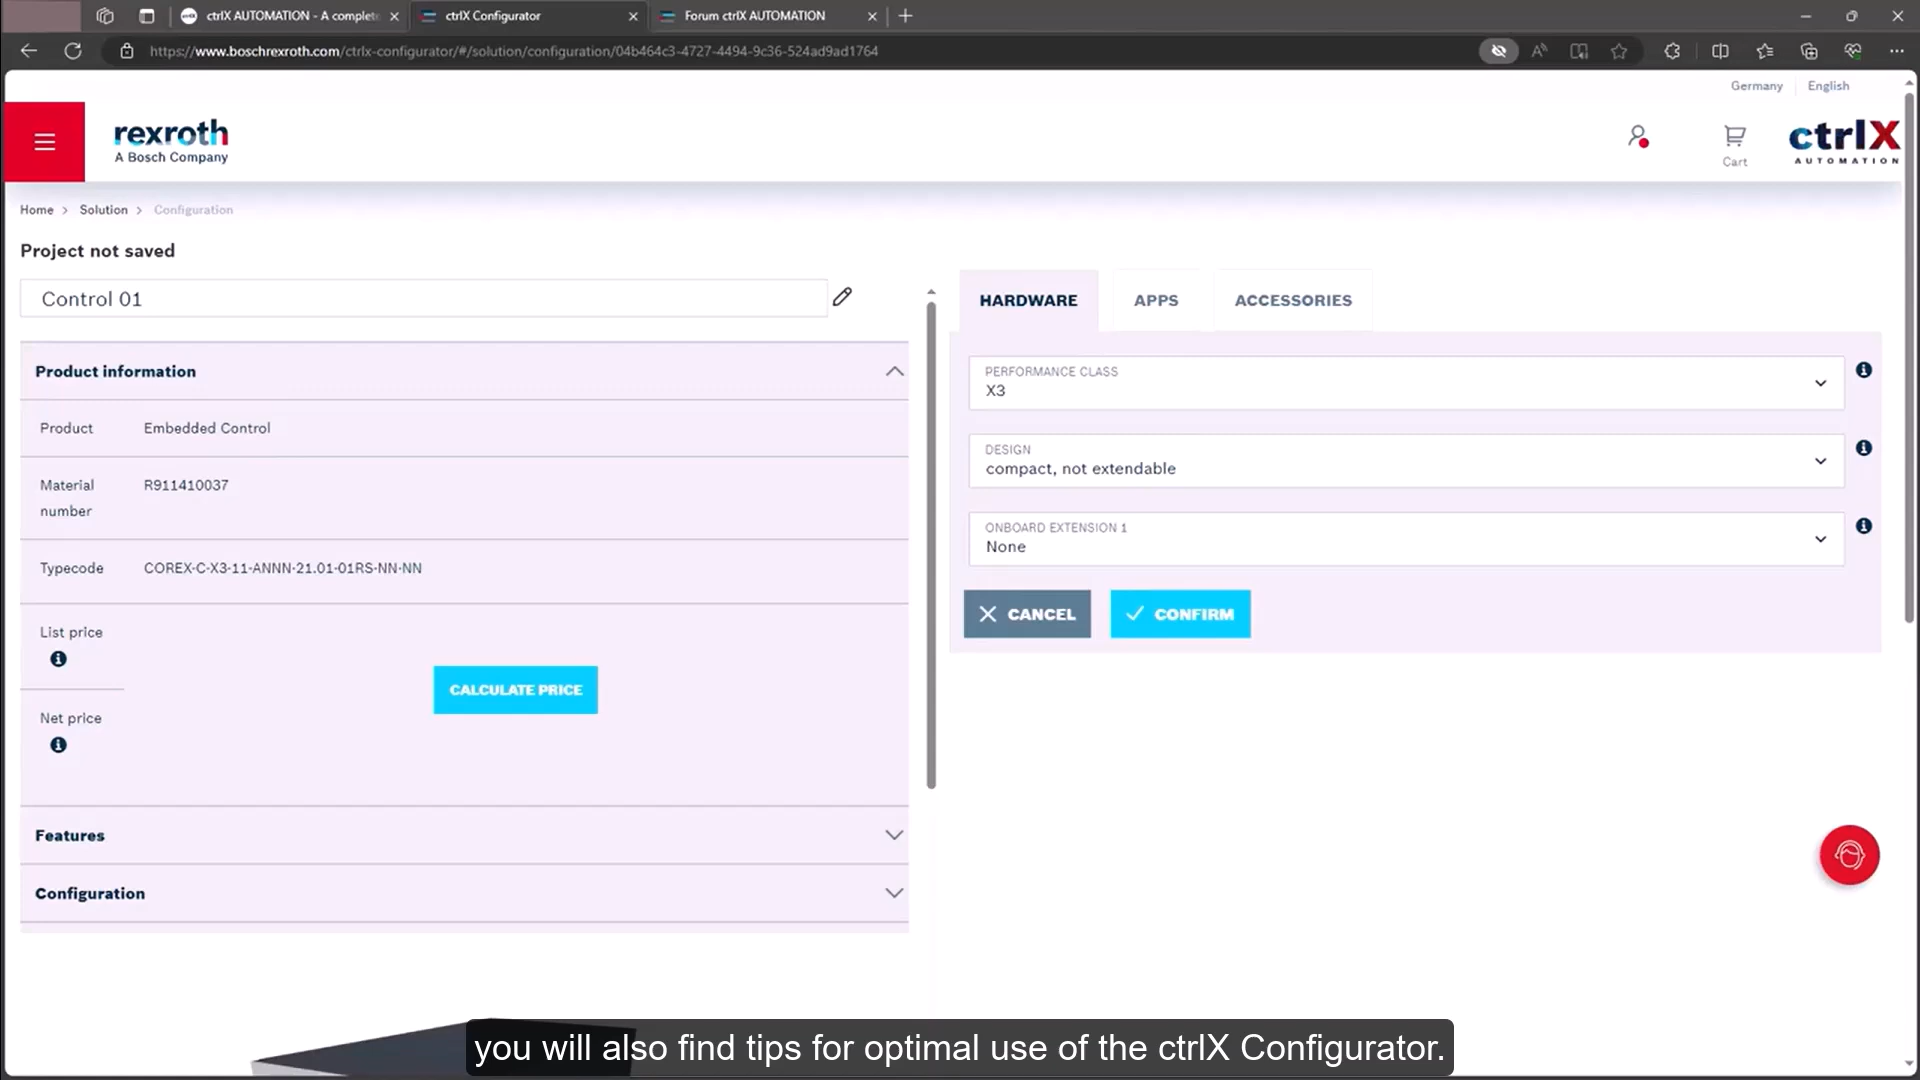 ctrlX AUTOMATION - A complete
ctrlX Configurator
Forum ctrlX AUTOMATION
https://www.boschrexroth.com/ctrlx-configurator/#/solution/configuration/04b464c3-4727-4494-9c36-524ad9ad1764
Germany
English
rexroth
A Bosch Company
Cart
ctrlX
AUTOMATION
Home > Solution > Configuration
Project not saved
Control 01
Product information
Product Embedded Control
Material
number
R911410037
Typecode COREX-C-X3-11-ANNN-21.01-01RS-NN-NN
List price
CALCULATE PRICE
Net price
Features
Configuration
HARDWARE
APPS
ACCESSORIES
PERFORMANCE CLASS
X3
DESIGN
compact, not extendable
ONBOARD EXTENSION 1
None
CANCEL
CONFIRM
you will also find tips for optimal use of the ctrlX Configurator.